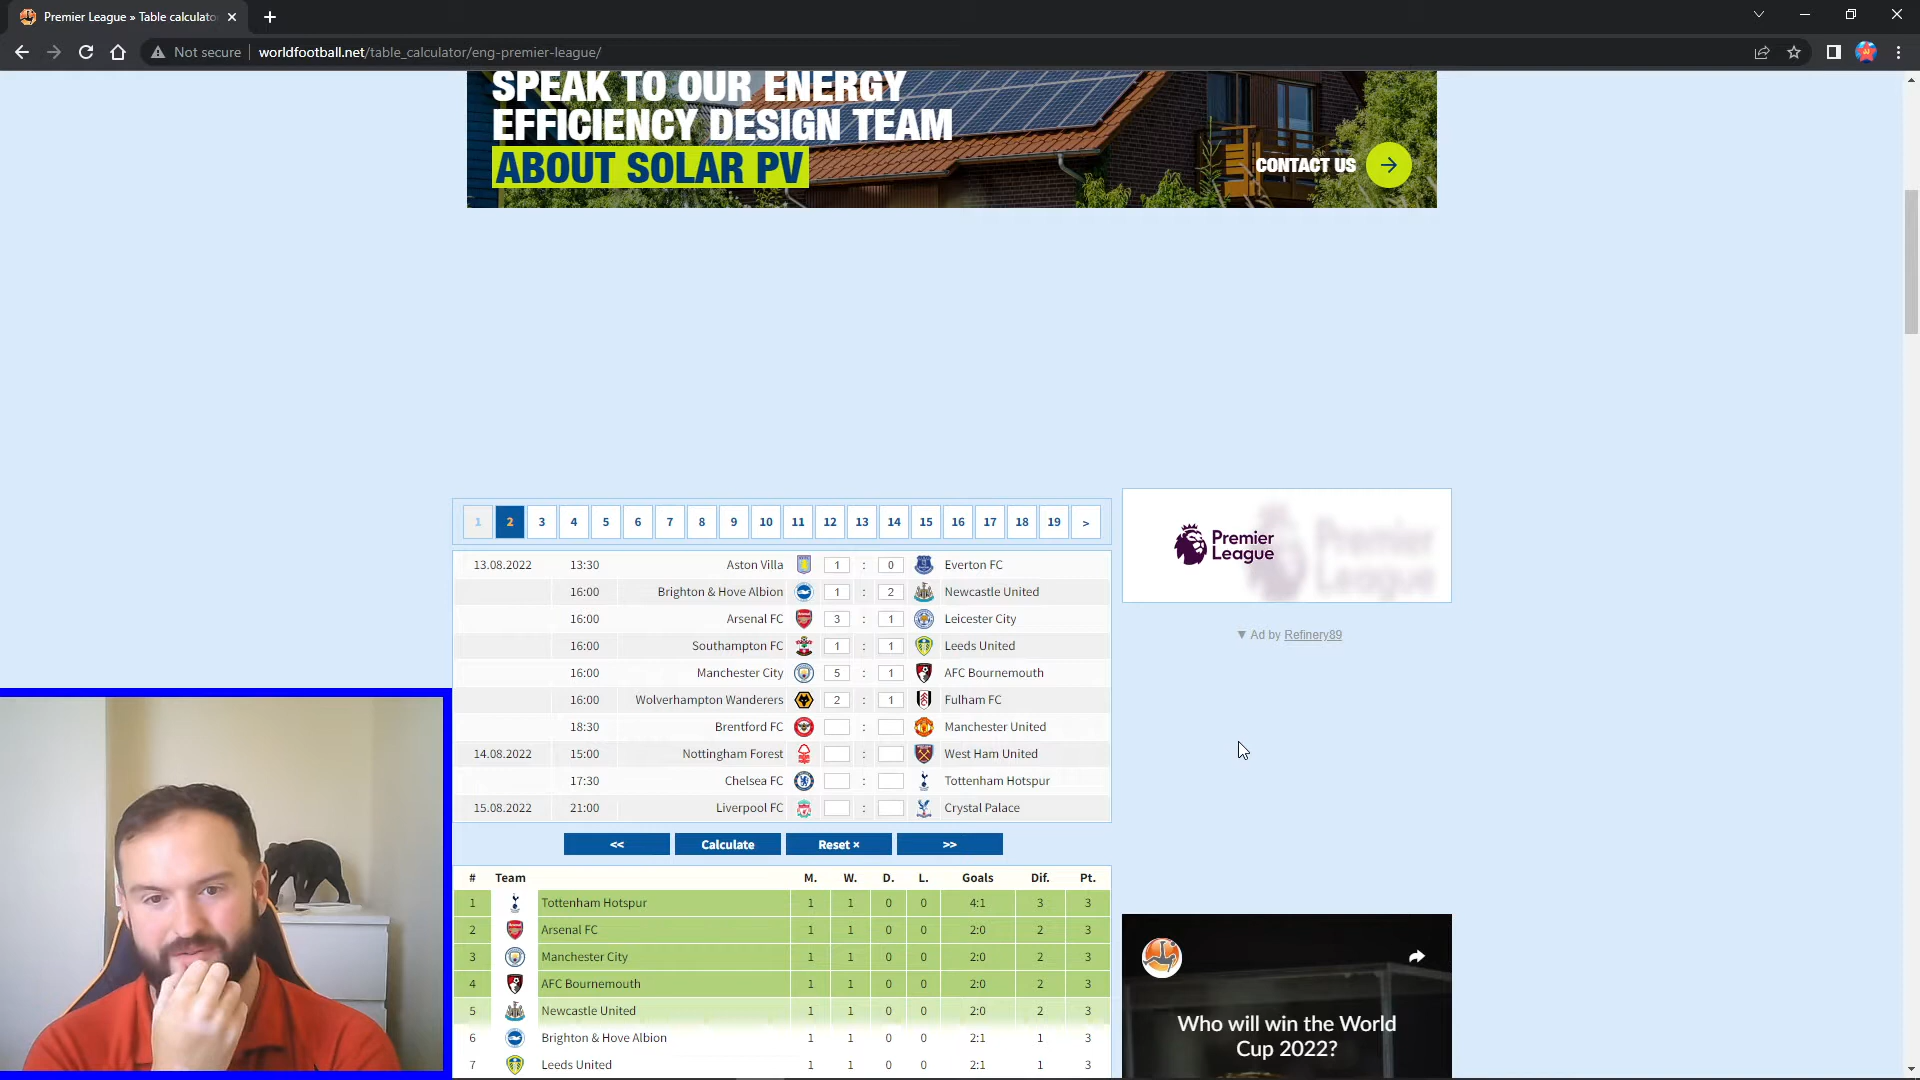 Premier League » Table calculato
Not secure worldfootball.net/table_calculator/eng-premier-league/
SPEAK TO OUR ENERGY
EFFICIENCY DESIGN TEAM
ABOUT SOLAR PV
CONTACT US
1 2 3 4 5 6 7 8 9 10 11 12 13 14 15 16 17 18 19 >
13.08.2022 13:30 Aston Villa 1 : 0 Everton FC
16:00 Brighton & Hove Albion 1 : 2 Newcastle United
16:00 Arsenal FC 3 : 1 Leicester City
16:00 Southampton FC 1 : 1 Leeds United
16:00 Manchester City 5 : 1 AFC Bournemouth
16:00 Wolverhampton Wanderers 2 : 1 Fulham FC
18:30 Brentford FC : Manchester United
14.08.2022 15:00 Nottingham Forest : West Ham United
17:30 Chelsea FC : Tottenham Hotspur
15.08.2022 21:00 Liverpool FC : Crystal Palace
<< Calculate Reset × >>
# Team M. W. D. L. Goals Dif. Pt.
1 Tottenham Hotspur 1 1 0 0 4:1 3 3
2 Arsenal FC 1 1 0 0 2:0 2 3
3 Manchester City 1 1 0 0 2:0 2 3
4 AFC Bournemouth 1 1 0 0 2:0 2 3
5 Newcastle United 1 1 0 0 2:0 2 3
6 Brighton & Hove Albion 1 1 0 0 2:1 1 3
7 Leeds United 1 1 0 0 2:1 1 3
Premier
League
Premier
League
▼ Ad by Refinery89
Who will win the World
Cup 2022?